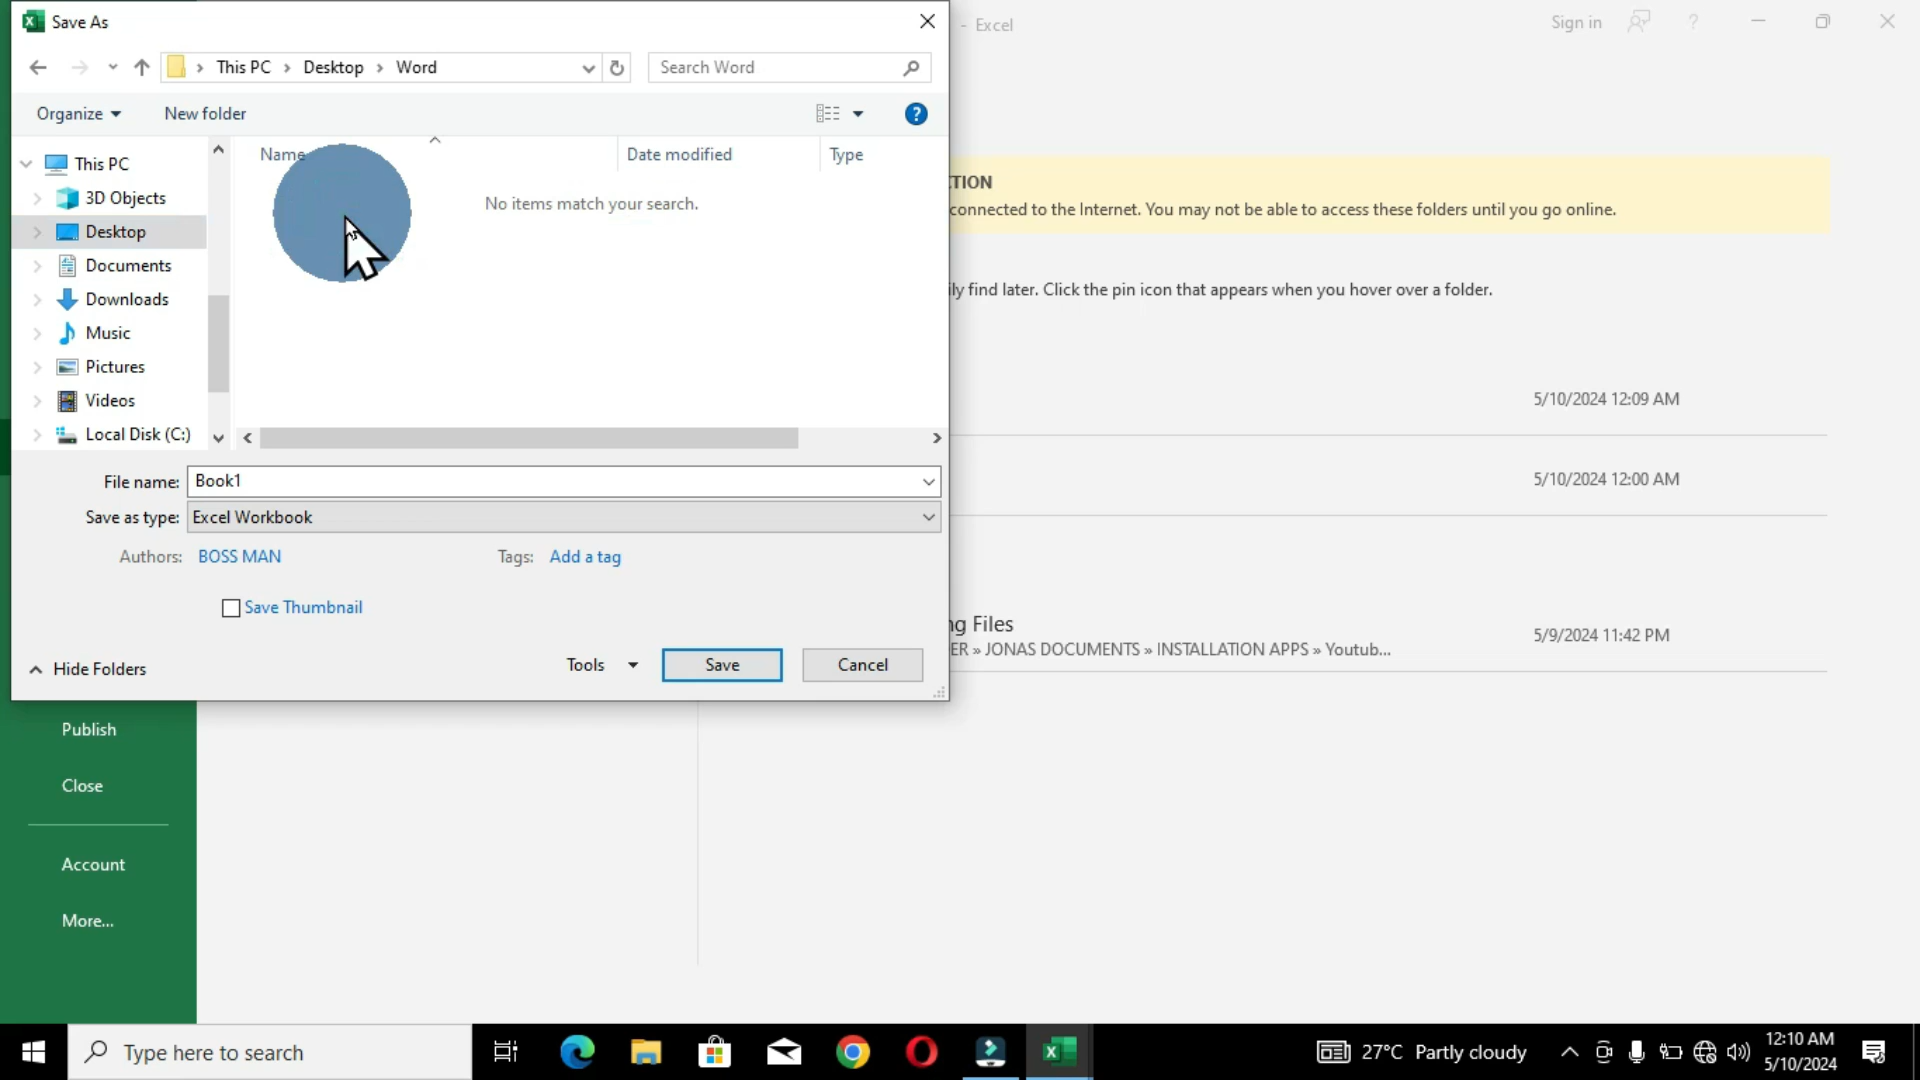 Save As
- Excel
Sign in
?
This PC > Desktop > Word
Search Word
Organize
New folder
?
This PC
3D Objects
Desktop
Documents
Downloads
Music
Pictures
Videos
Local Disk (C:)
Name
Date modified
Type
No items match your search.
TION
connected to the Internet. You may not be able to access these folders until you go online.
ily find later. Click the pin icon that appears when you hover over a folder.
5/10/2024 12:09 AM
5/10/2024 12:00 AM
ng Files
5/9/2024 11:42 PM
ER » JONAS DOCUMENTS » INSTALLATION APPS » Youtub...
File name: Book1
Save as type: Excel Workbook
Authors: BOSS MAN
Tags: Add a tag
Save Thumbnail
Hide Folders
Tools
Save
Cancel
Publish
Close
Account
More...
Type here to search
27°C Partly cloudy
12:10 AM
5/10/2024